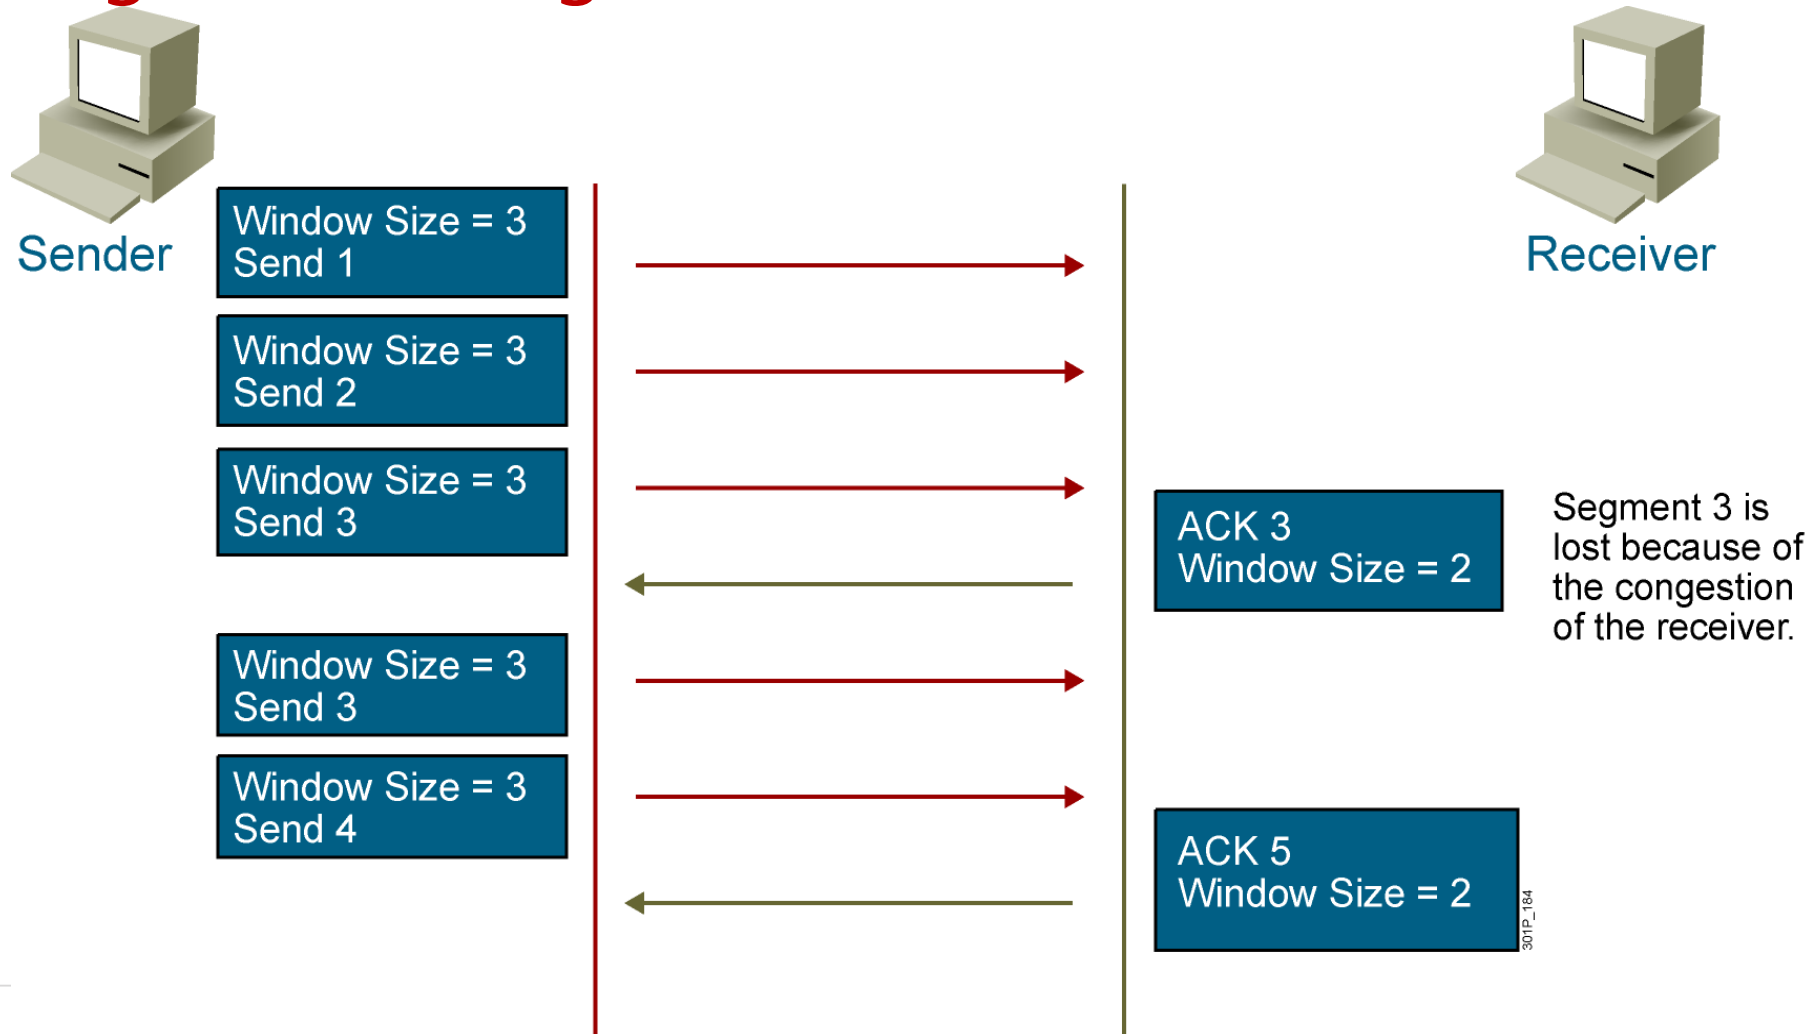 Sender
Receiver
Window Size = 3
Send 1
Window Size = 3
Send 2
Window Size = 3
Send 3
ACK 3
Window Size = 2
Segment 3 is
lost because of
the congestion
of the receiver.
Window Size = 3
Send 3
Window Size = 3
Send 4
ACK 5
Window Size = 2
301P_184